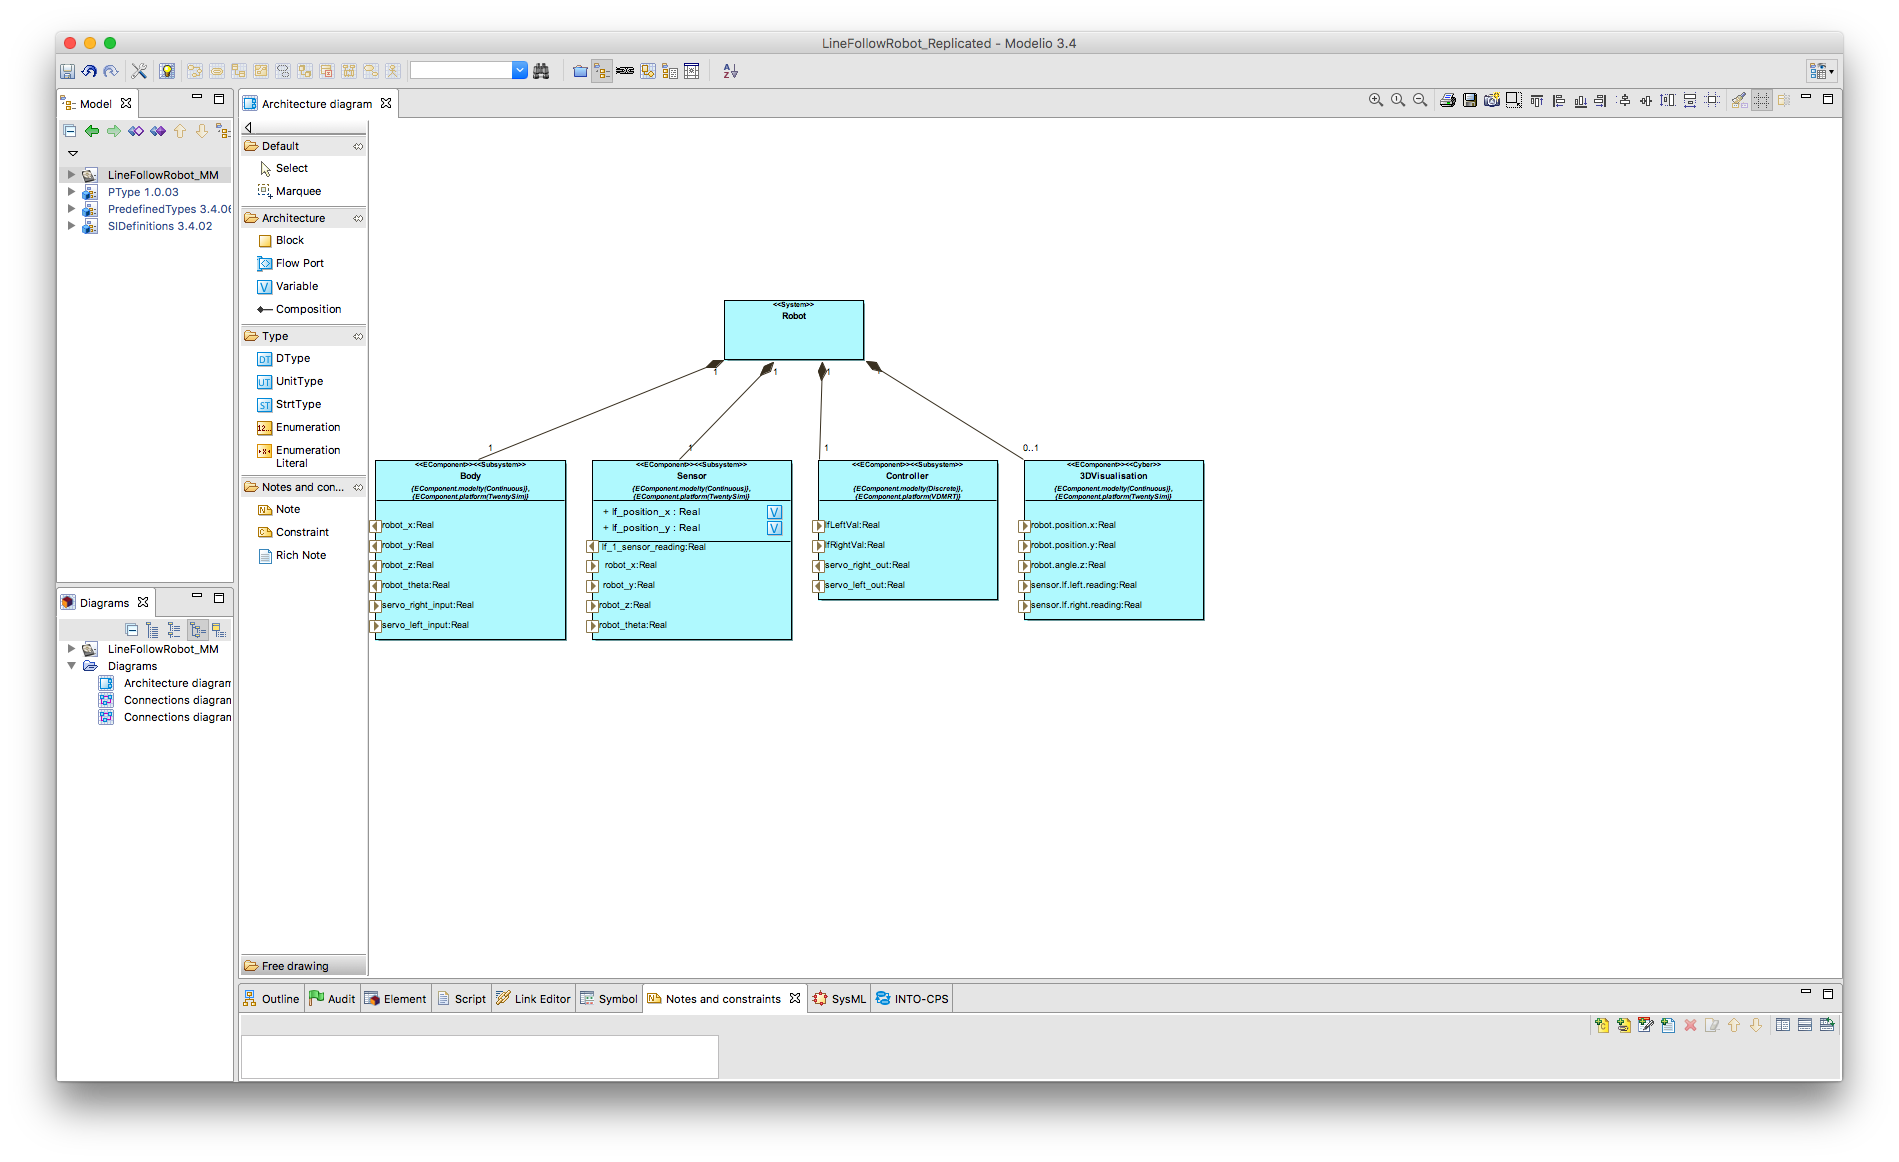 LineFollowRobot_Replicated - Modelio 3.4
Model
LineFollowRobot_MM
PType 1.0.03
PredefinedTypes 3.4.06
SIDefinitions 3.4.02
Diagrams
LineFollowRobot_MM
Diagrams
Architecture diagram
Connections diagran
Connections diagran
Architecture diagram
Default
Select
Marquee
Architecture
Block
Flow Port
Variable
Composition
Type
DType
UnitType
StrtType
Enumeration
Enumeration
Literal
Notes and con...
Note
Constraint
Rich Note
Free drawing
<<System>>
Robot
1
1
1
1
1
1
1
0..1
<<EComponent>><<Subsystem>>
Body
{EComponent.modelty(Continuous)},
{EComponent.platform(TwentySim)}
robot_x:Real
robot_y:Real
robot_z:Real
robot_theta:Real
servo_right_input:Real
servo_left_input:Real
<<EComponent>><<Subsystem>>
Sensor
{EComponent.modelty(Continuous)},
{EComponent.platform(TwentySim)}
+ lf_position_x : Real
+ lf_position_y : Real
lf_1_sensor_reading:Real
robot_x:Real
robot_y:Real
robot_z:Real
robot_theta:Real
<<EComponent>><<Subsystem>>
Controller
{EComponent.modelty(Discrete)},
{EComponent.platform(VDMRT)}
lfLeftVal:Real
lfRightVal:Real
servo_right_out:Real
servo_left_out:Real
<<EComponent>><<Cyber>>
3DVisualisation
{EComponent.modelty(Continuous)},
{EComponent.platform(TwentySim)}
robot.position.x:Real
robot.position.y:Real
robot.angle.z:Real
sensor.lf.left.reading:Real
sensor.lf.right.reading:Real
Outline
Audit
Element
Script
Link Editor
Symbol
Notes and constraints
SysML
INTO-CPS